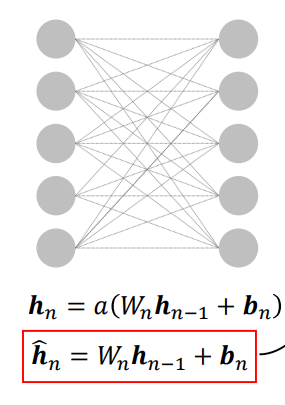 𝒉ₙ = a(Wₙ𝒉ₙ₋₁ + 𝒃ₙ)
𝒉̂ₙ = Wₙ𝒉ₙ₋₁ + 𝒃ₙ